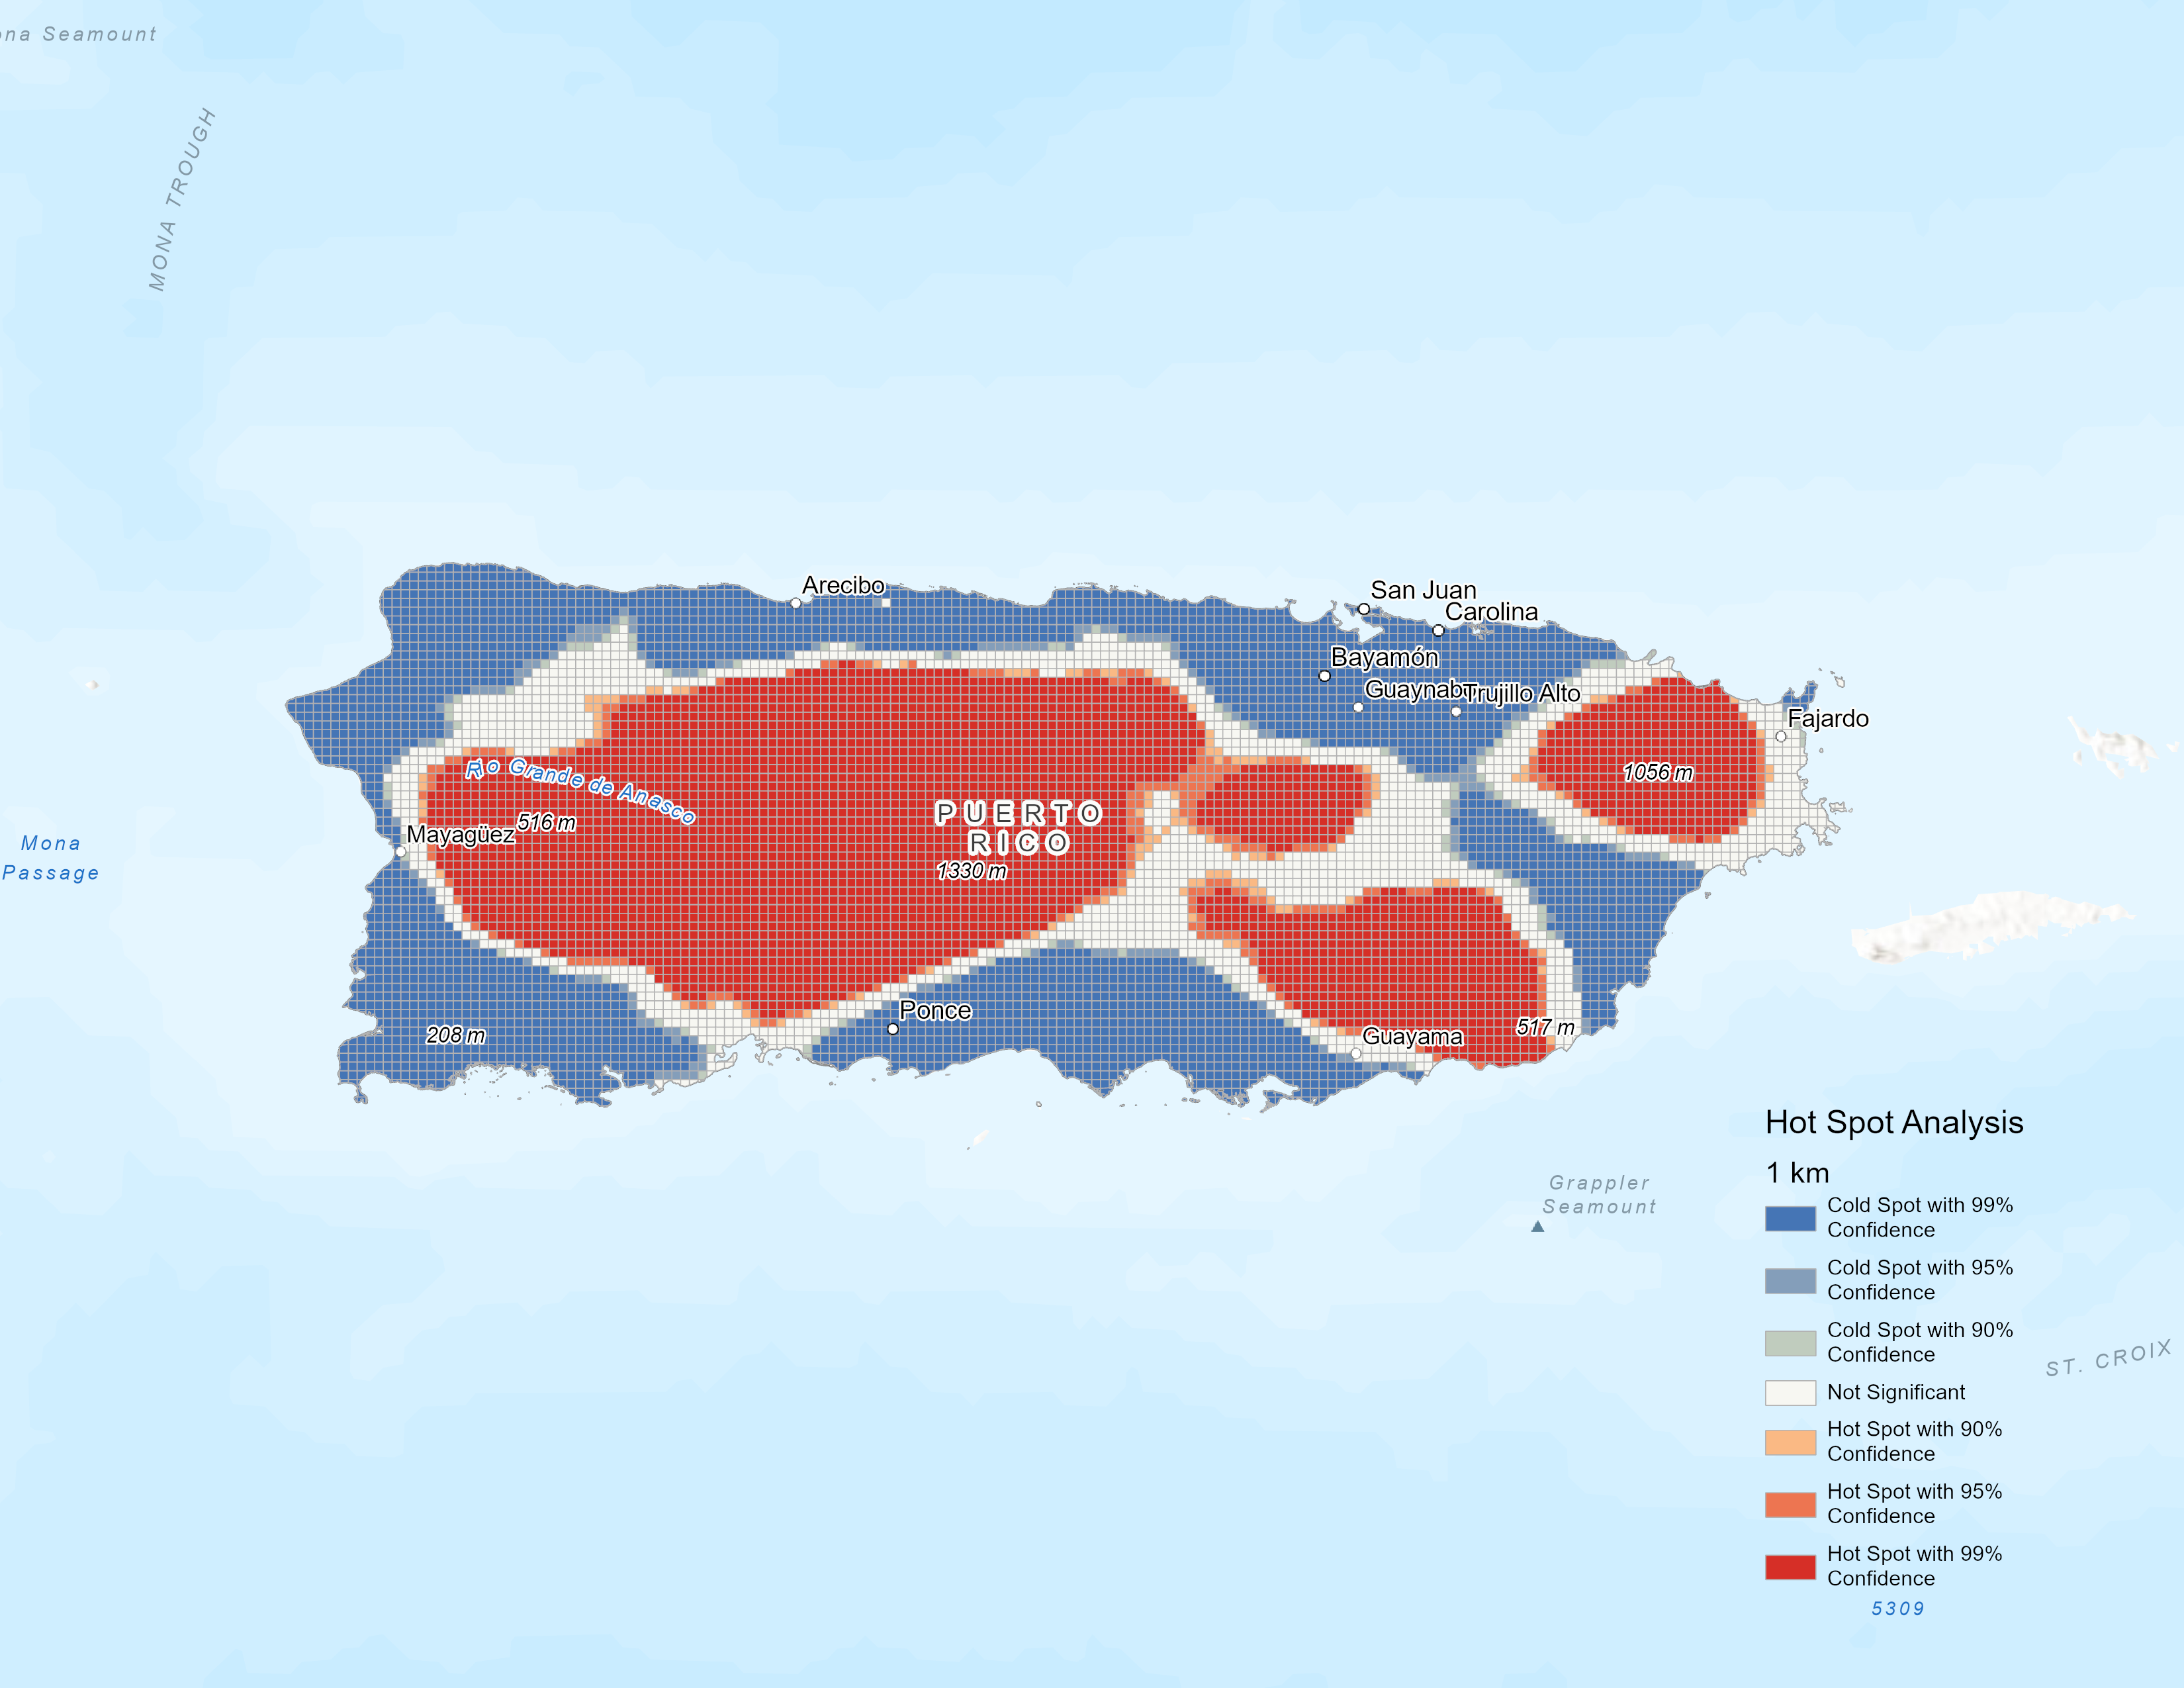 Seamount
MONA TROUGH
Arecibo
San Juan
Carolina
Bayamón
Trujillo Alto
Fajardo
Rio Grande de Anasco
1056 m
PUERTO
RICO
516 m
Mayagüez
Mona
Passage
1330 m
Ponce
517 m
208 m
Guayama
Hot Spot Analysis
1 km
Cold Spot with 99%
Confidence
Grappler
Seamount
Cold Spot with 95%
Confidence
Cold Spot with 90%
Confidence
ST. CROIX
Not Significant
Hot Spot with 90%
Confidence
Hot Spot with 95%
Confidence
Hot Spot with 99%
Confidence
5309